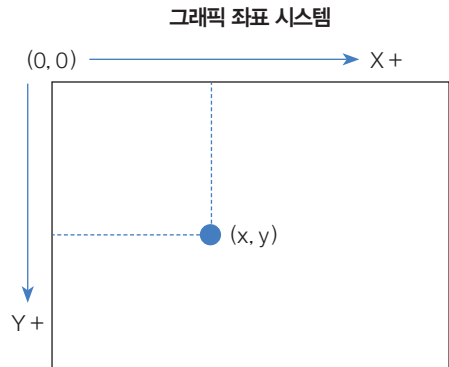 그래픽 좌표 시스템
(0, 0)
X +
(x, y)
Y +